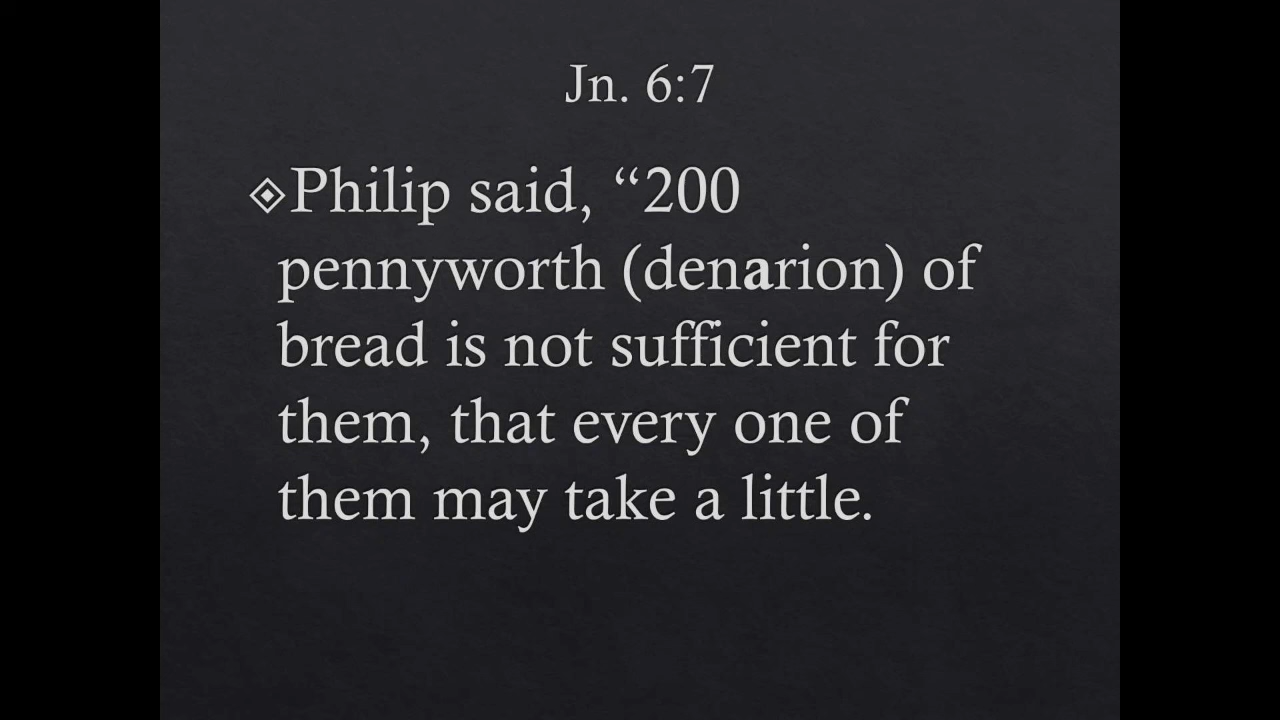 Jn. 6:7
Philip said, “200
pennyworth (denarion) of
bread is not sufficient for
them, that every one of
them may take a little.